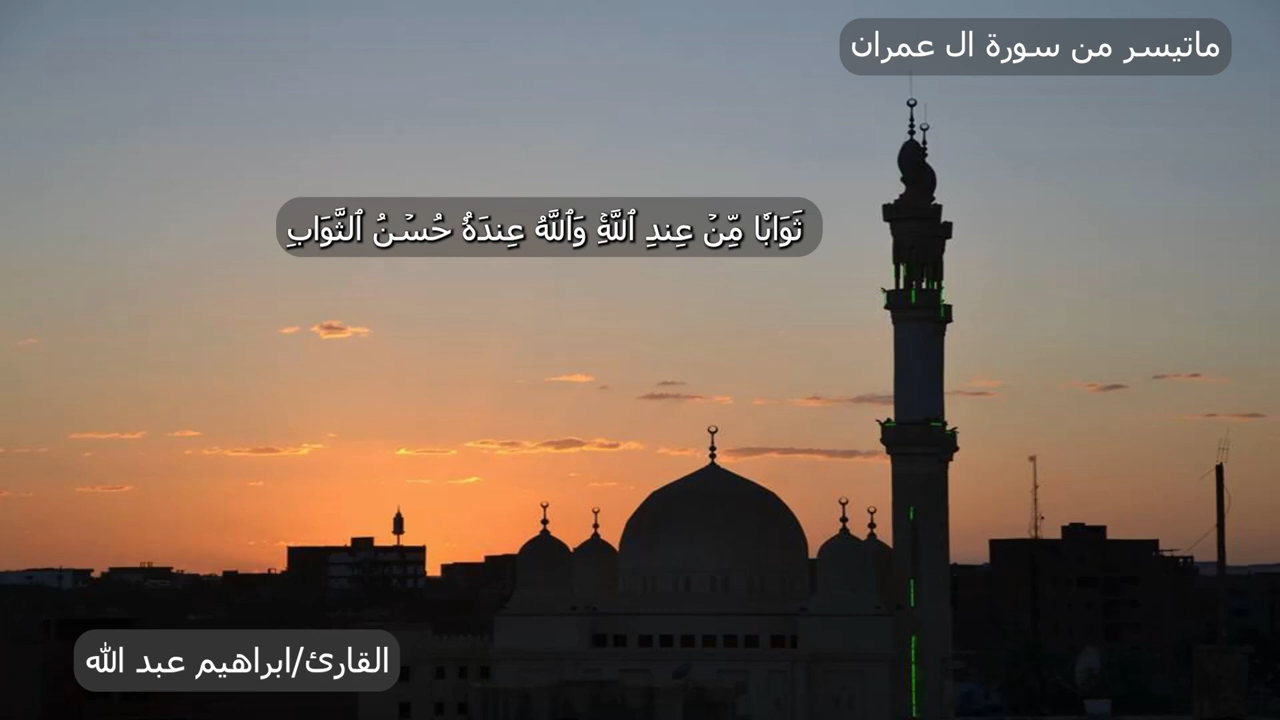 ماتيسر من سورة ال عمران
ثَوَابٗا مِّنۡ عِندِ ٱللَّهِۚ وَٱللَّهُ عِندَهُۥ حُسۡنُ ٱلثَّوَابِ
القارئ/ابراهيم عبد الله